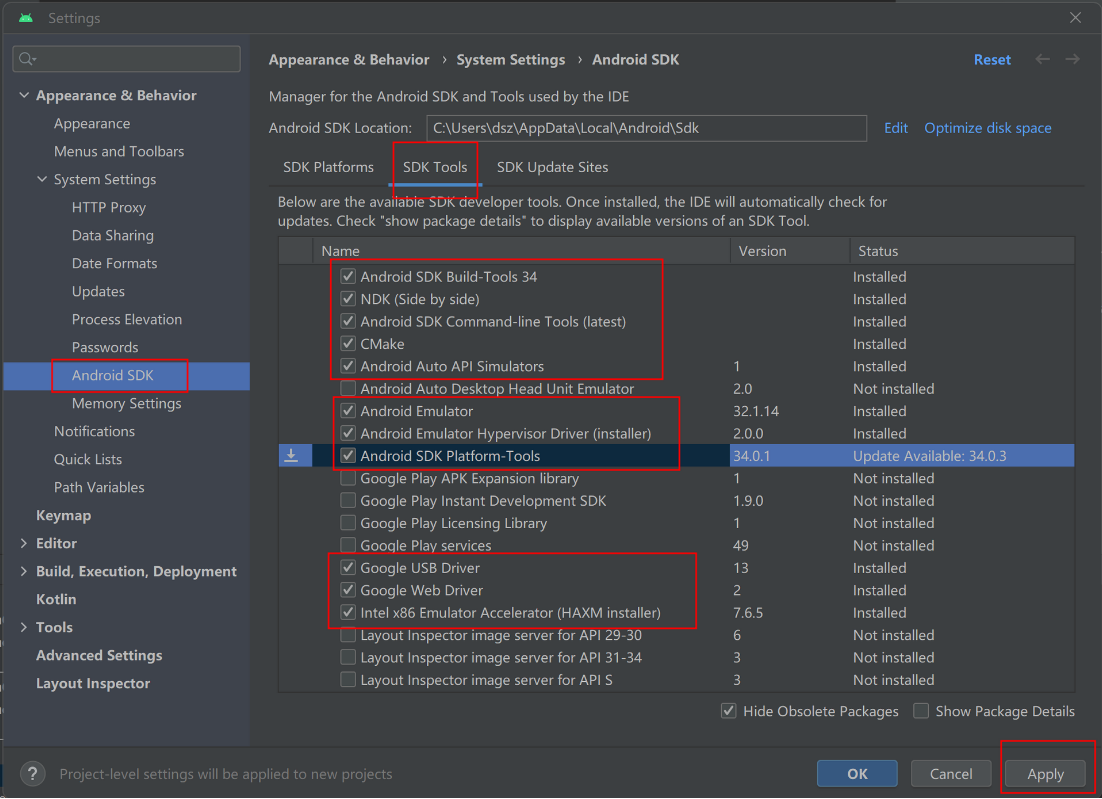 Settings
Appearance & Behavior
Appearance
Menus and Toolbars
System Settings
HTTP Proxy
Data Sharing
Date Formats
Updates
Process Elevation
Passwords
Android SDK
Memory Settings
Notifications
Quick Lists
Path Variables
Keymap
Editor
Build, Execution, Deployment
Kotlin
Tools
Advanced Settings
Layout Inspector
Appearance & Behavior › System Settings › Android SDK
Reset
Manager for the Android SDK and Tools used by the IDE
Android SDK Location: C:\Users\dsz\AppData\Local\Android\Sdk Edit Optimize disk space
SDK Platforms SDK Tools SDK Update Sites
Below are the available SDK developer tools. Once installed, the IDE will automatically check for
updates. Check "show package details" to display available versions of an SDK Tool.
Name Version Status
Android SDK Build-Tools 34 Installed
NDK (Side by side) Installed
Android SDK Command-line Tools (latest) Installed
CMake Installed
Android Auto API Simulators 1 Installed
Android Auto Desktop Head Unit Emulator 2.0 Not installed
Android Emulator 32.1.14 Installed
Android Emulator Hypervisor Driver (installer) 2.0.0 Installed
Android SDK Platform-Tools 34.0.1 Update Available: 34.0.3
Google Play APK Expansion library 1 Not installed
Google Play Instant Development SDK 1.9.0 Not installed
Google Play Licensing Library 1 Not installed
Google Play services 49 Not installed
Google USB Driver 13 Installed
Google Web Driver 2 Installed
Intel x86 Emulator Accelerator (HAXM installer) 7.6.5 Installed
Layout Inspector image server for API 29-30 6 Not installed
Layout Inspector image server for API 31-34 3 Not installed
Layout Inspector image server for API S 3 Not installed
Hide Obsolete Packages Show Package Details
? Project-level settings will be applied to new projects
OK Cancel Apply